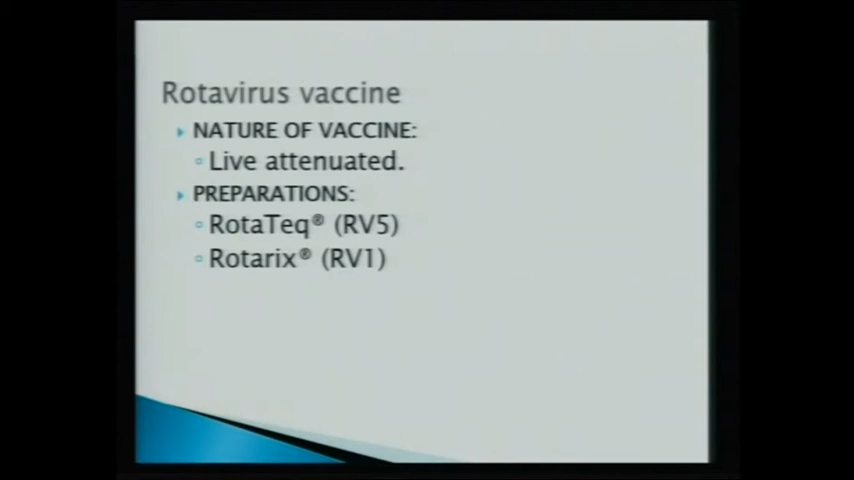 Rotavirus vaccine
NATURE OF VACCINE:
Live attenuated.
PREPARATIONS:
RotaTeq® (RV5)
Rotarix® (RV1)